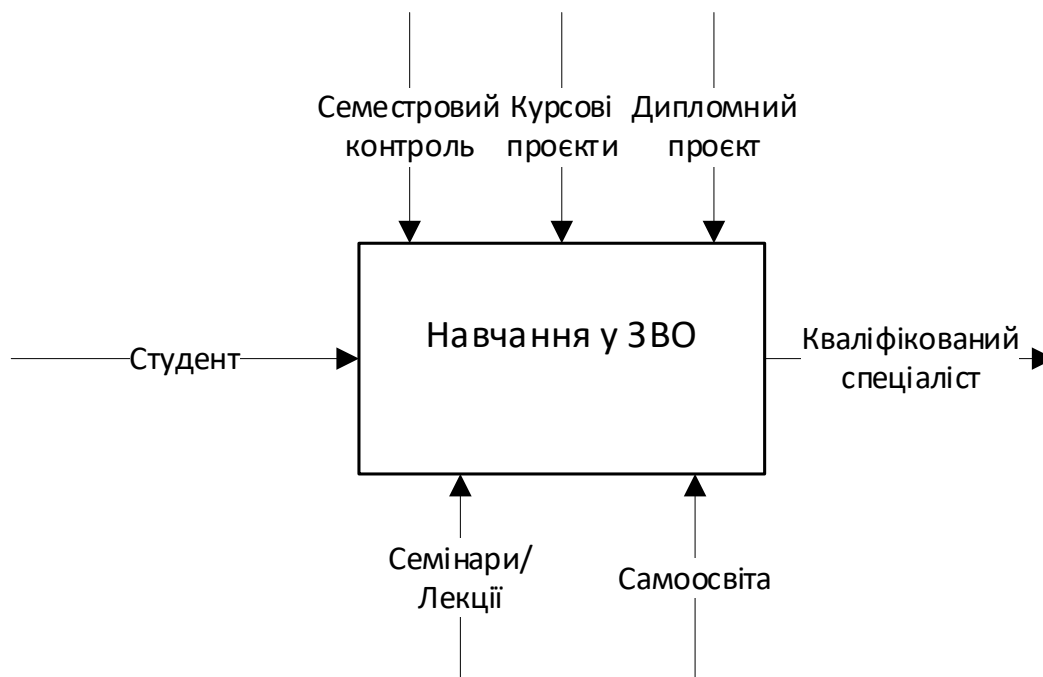 Семестровий
контроль
Курсові
проєкти
Дипломний
проєкт
Навчання у ЗВО
Студент
Кваліфікований
спеціаліст
Семінари/
Лекції
Самоосвіта